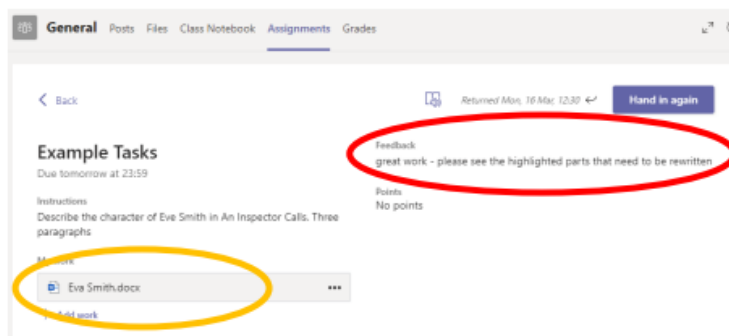 General Posts Files Class Notebook Assignments Grades
Back
Returned Mon, 16 Mar, 12:30
Hand in again
Example Tasks
Due tomorrow at 23:59
Instructions
Describe the character of Eve Smith in An Inspector Calls. Three
paragraphs
My work
Eva Smith.docx
Add work
Feedback
great work - please see the highlighted parts that need to be rewritten
Points
No points